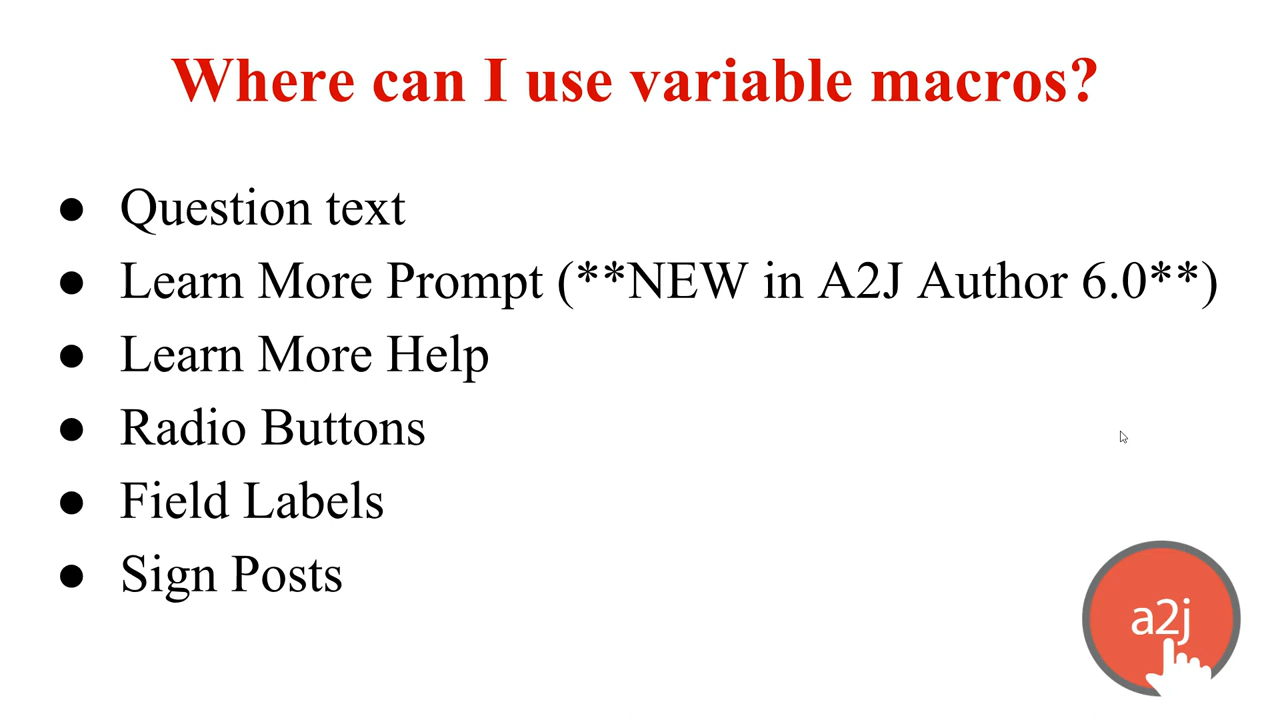 Where can I use variable macros?
● Question text
● Learn More Prompt (**NEW in A2J Author 6.0**)
● Learn More Help
● Radio Buttons
● Field Labels
● Sign Posts
a2j